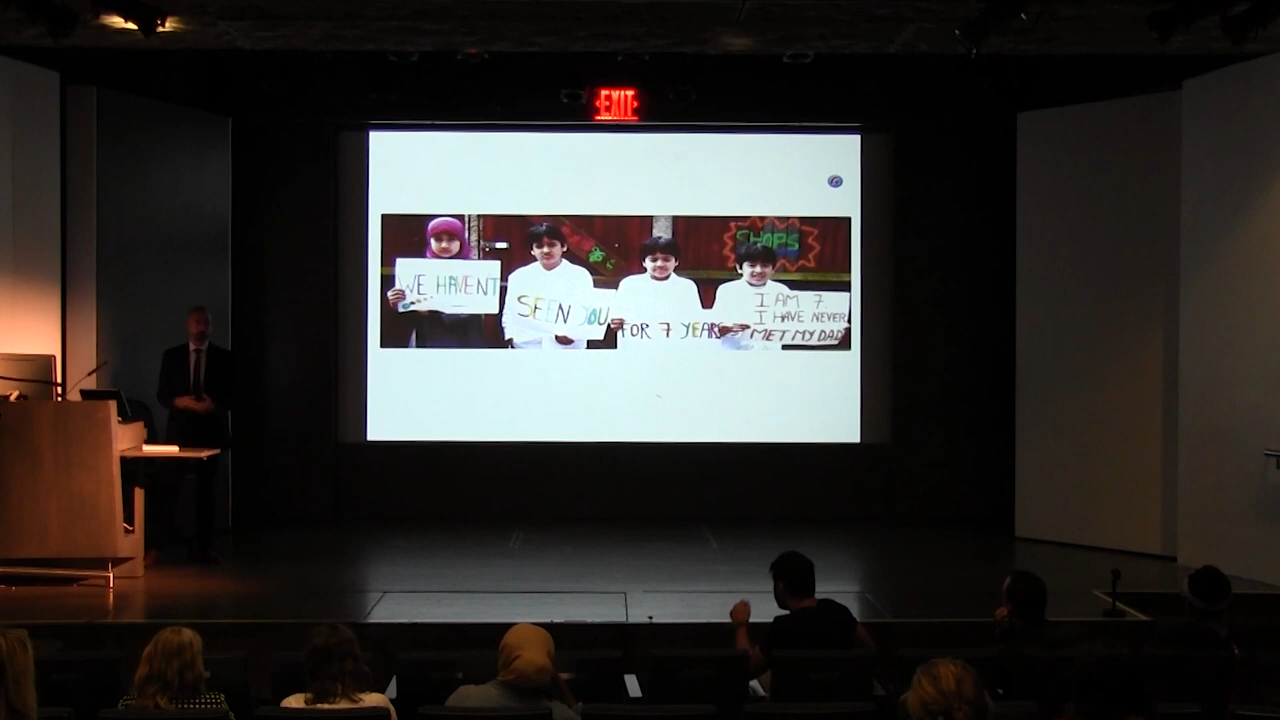 EXIT
SHOPS
WE HAVENT
SEEN YOU
FOR 7 YEARS
I AM 7.
I HAVE NEVER
MET MY DAD